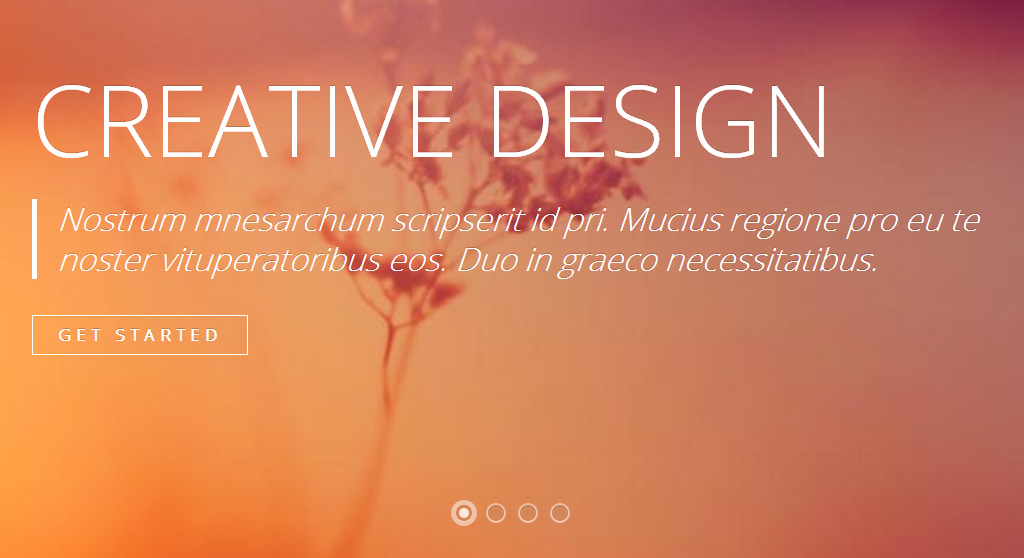 CREATIVE DESIGN
Nostrum mnesarchum scripserit id pri. Mucius regione pro eu te
noster vituperatoribus eos. Duo in graeco necessitatibus.
GET STARTED